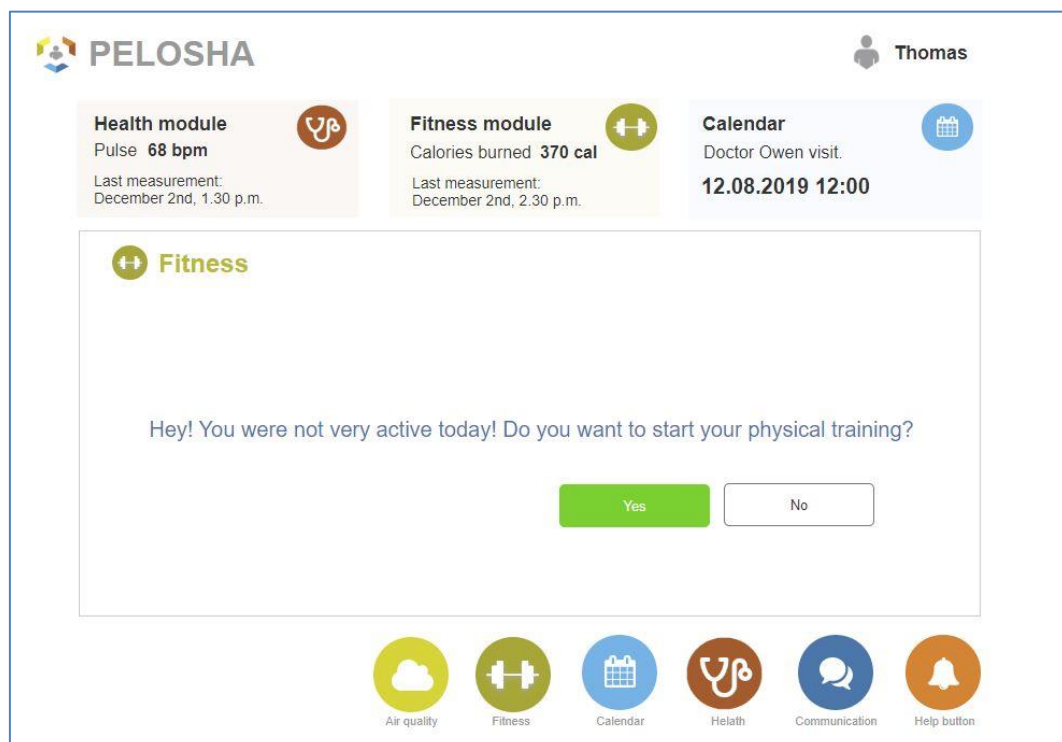 PELOSHA
Thomas
Health module
Pulse 68 bpm
Last measurement:
December 2nd, 1.30 p.m.
Fitness module
Calories burned 370 cal
Last measurement:
December 2nd, 2.30 p.m.
Calendar
Doctor Owen visit.
12.08.2019 12:00
Fitness
Hey! You were not very active today! Do you want to start your physical training?
Yes
No
Air quality
Fitness
Calendar
Helath
Communication
Help button